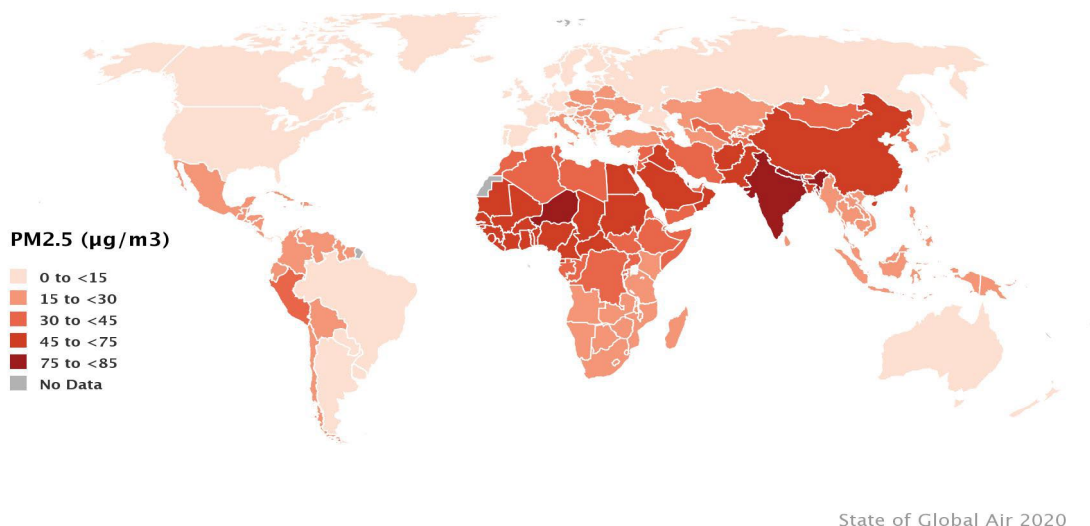 PM2.5 (µg/m3)
0 to <15
15 to <30
30 to <45
45 to <75
75 to <85
No Data
State of Global Air 2020